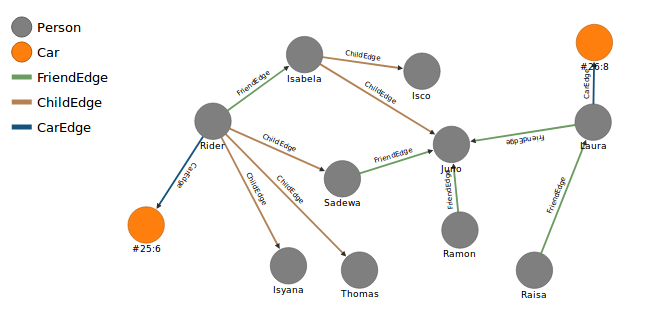 Person
Car
FriendEdge
ChildEdge
CarEdge
ChildEdge
Isabela
FriendEdge
Isco
ChildEdge
#26:8
CarEdge
Rider
ChildEdge
FriendEdge
Laura
FriendEdge
Juno
CarEdge
ChildEdge
ChildEdge
Sadewa
FriendEdge
FriendEdge
#25:6
Ramon
Isyana
Thomas
Raisa